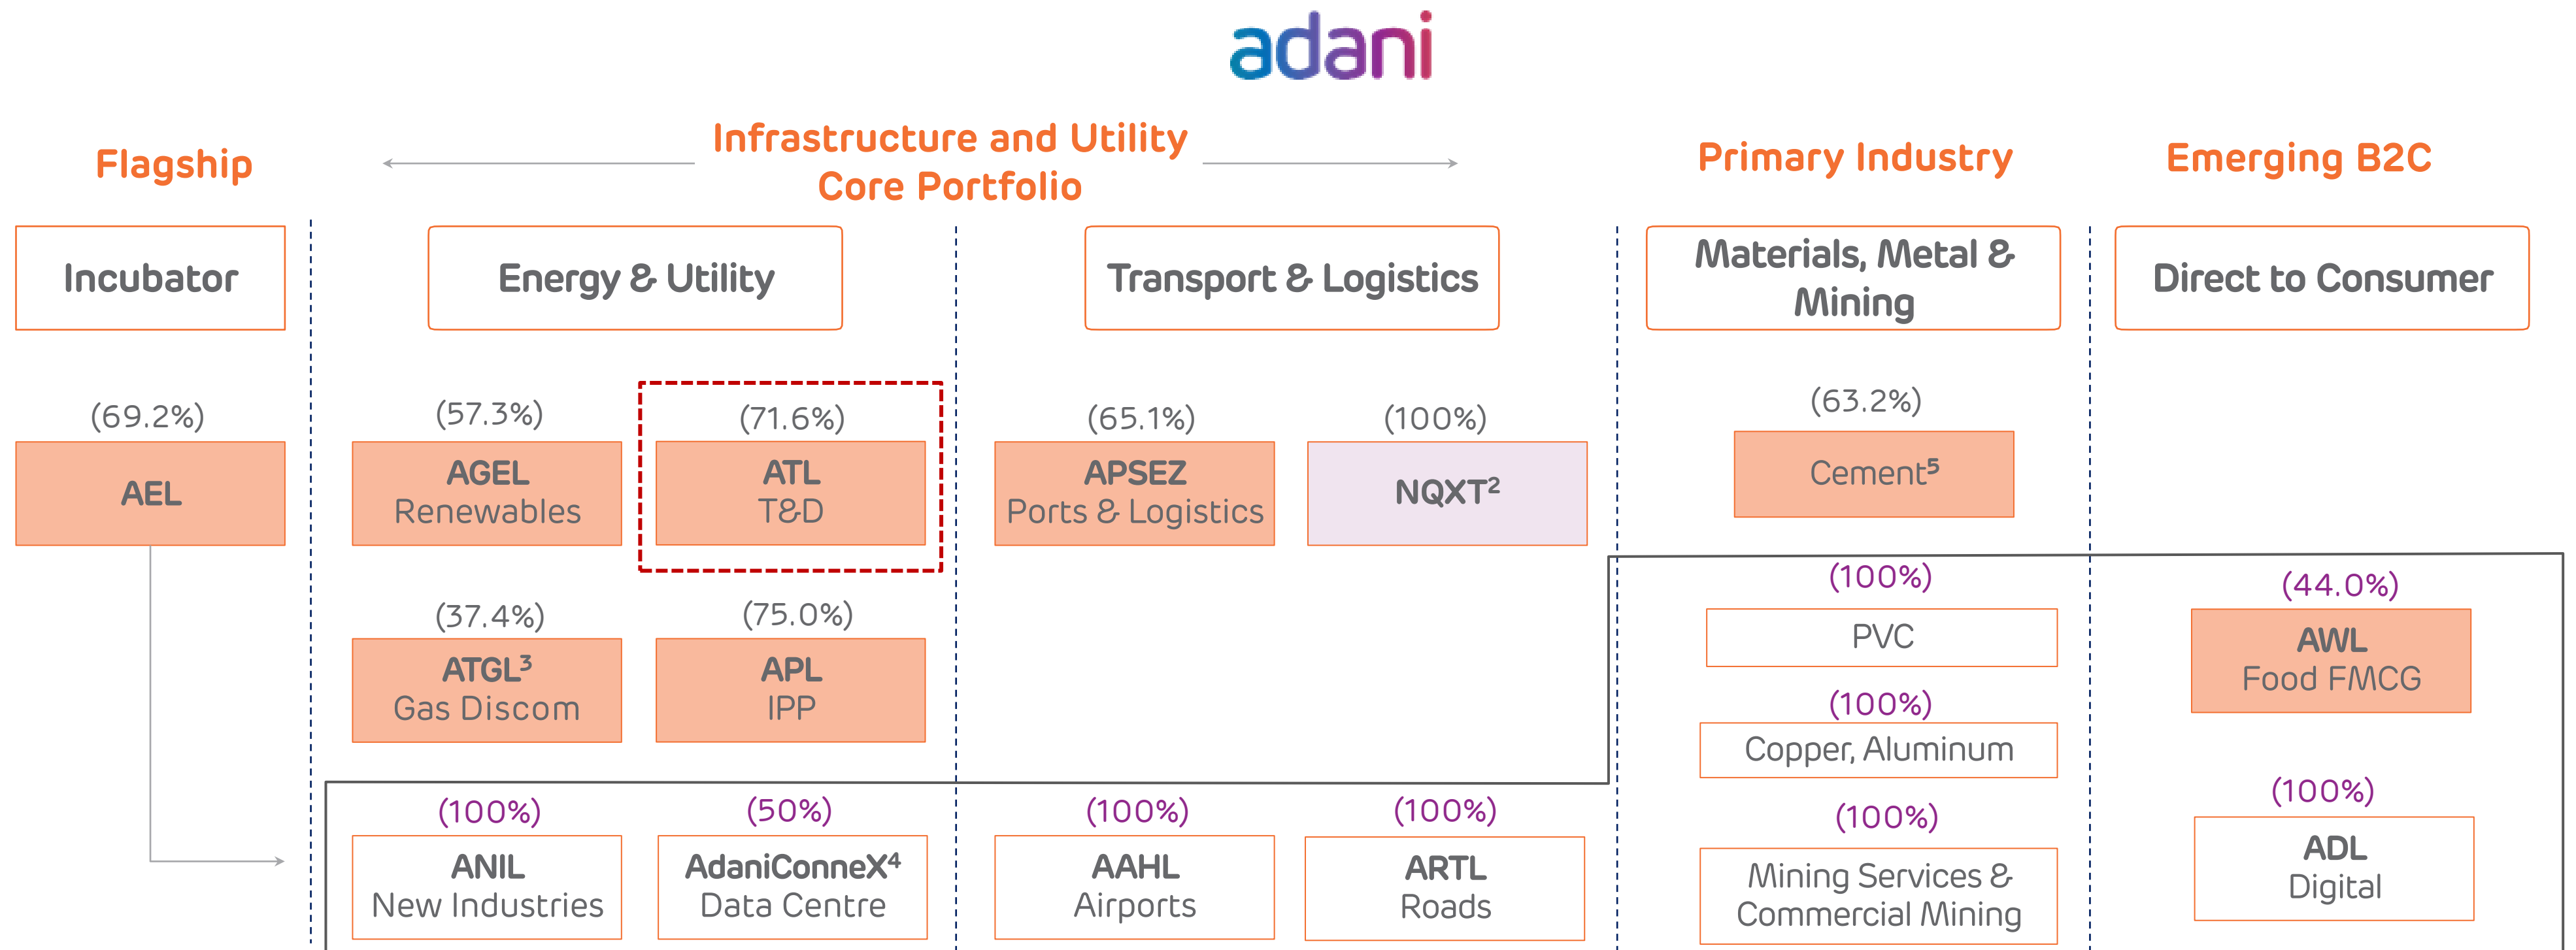 adani
Flagship
Infrastructure and Utility
Core Portfolio
Primary Industry
Emerging B2C
Incubator
Energy & Utility
Transport & Logistics
Materials, Metal &
Mining
Direct to Consumer
(69.2%)
AEL
(57.3%)
AGEL
Renewables
(71.6%)
ATL
T&D
(65.1%)
APSEZ
Ports & Logistics
(100%)
NQXT²
(63.2%)
Cement⁵
(37.4%)
ATGL³
Gas Discom
(75.0%)
APL
IPP
(100%)
PVC
(100%)
Copper, Aluminum
(100%)
Mining Services &
Commercial Mining
(44.0%)
AWL
Food FMCG
(100%)
ADL
Digital
(100%)
ANIL
New Industries
(50%)
AdaniConneX⁴
Data Centre
(100%)
AAHL
Airports
(100%)
ARTL
Roads